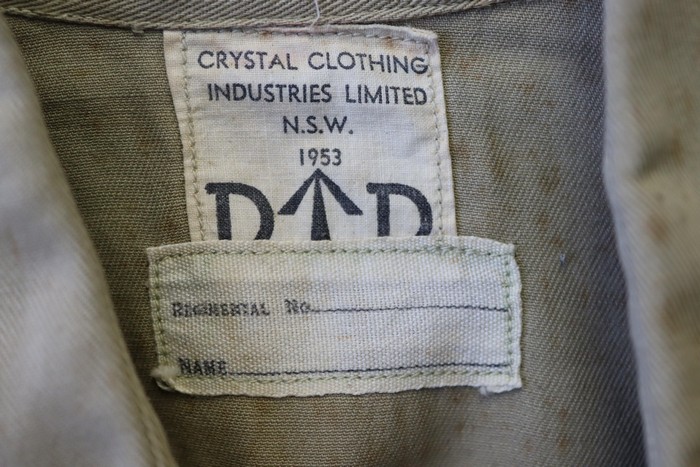 CRYSTAL CLOTHING
INDUSTRIES LIMITED
N.S.W.
1953
D D
REGIMENTAL No
NAME